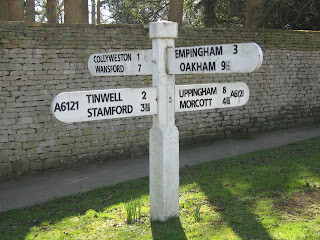 COLLYWESTON 1
WANSFORD 7
EMPINGHAM 3
OAKHAM 9
A6121 TINWELL 2
STAMFORD 3
UPPINGHAM 8 A6121
MORCOTT 4